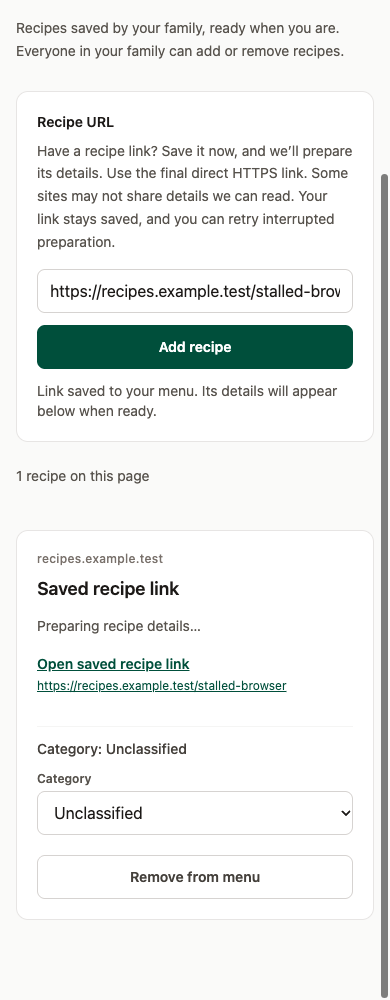 Recipes saved by your family, ready when you are.
Everyone in your family can add or remove recipes.
Recipe URL
Have a recipe link? Save it now, and we’ll prepare
its details. Use the final direct HTTPS link. Some
sites may not share details we can read. Your
link stays saved, and you can retry interrupted
preparation.
https://recipes.example.test/stalled-brow
Add recipe
Link saved to your menu. Its details will appear
below when ready.
1 recipe on this page
recipes.example.test
Saved recipe link
Preparing recipe details…
Open saved recipe link
https://recipes.example.test/stalled-browser
Category: Unclassified
Category
Unclassified
Remove from menu